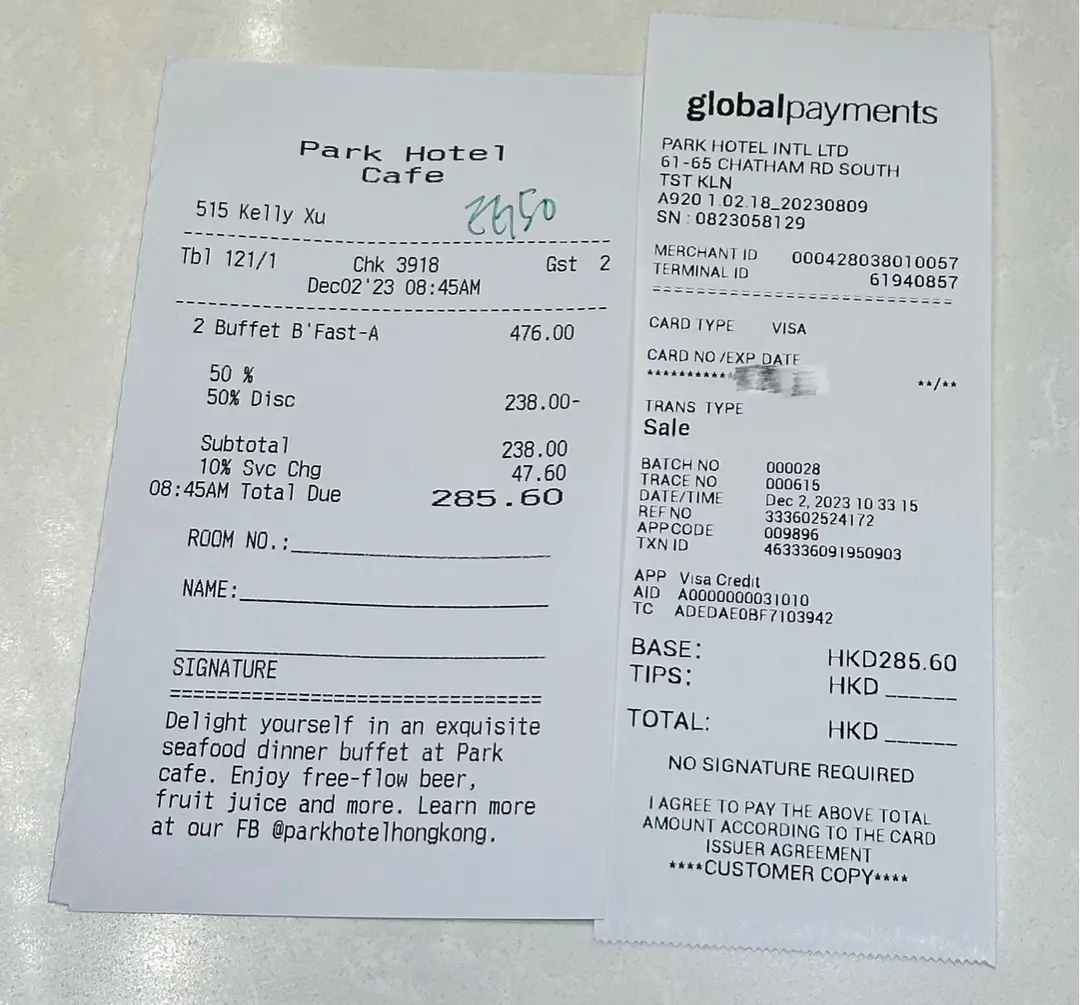 Park Hotel
Cafe
515 Kelly Xu
Tbl 121/1 Chk 3918 Gst 2
Dec02'23 08:45AM
2 Buffet B'Fast-A 476.00
50 %
50% Disc 238.00-
Subtotal 238.00
10% Svc Chg 47.60
08:45AM Total Due 285.60
ROOM NO.:
NAME:
SIGNATURE
Delight yourself in an exquisite
seafood dinner buffet at Park
cafe. Enjoy free-flow beer,
fruit juice and more. Learn more
at our FB @parkhotelhongkong.
globalpayments
PARK HOTEL INTL LTD
61-65 CHATHAM RD SOUTH
TST KLN
A920 1.02.18_20230809
SN : 0823058129
MERCHANT ID 000428038010057
TERMINAL ID 61940857
CARD TYPE VISA
CARD NO /EXP DATE
********** **/**
TRANS TYPE
Sale
BATCH NO 000028
TRACE NO 000615
DATE/TIME Dec 2, 2023 10 33 15
REF NO 333602524172
APP CODE 009896
TXN ID 463336091950903
APP Visa Credit
AID A0000000031010
TC ADEDAE0BF7103942
BASE: HKD285.60
TIPS: HKD ______
TOTAL: HKD ______
NO SIGNATURE REQUIRED
I AGREE TO PAY THE ABOVE TOTAL
AMOUNT ACCORDING TO THE CARD
ISSUER AGREEMENT
****CUSTOMER COPY****